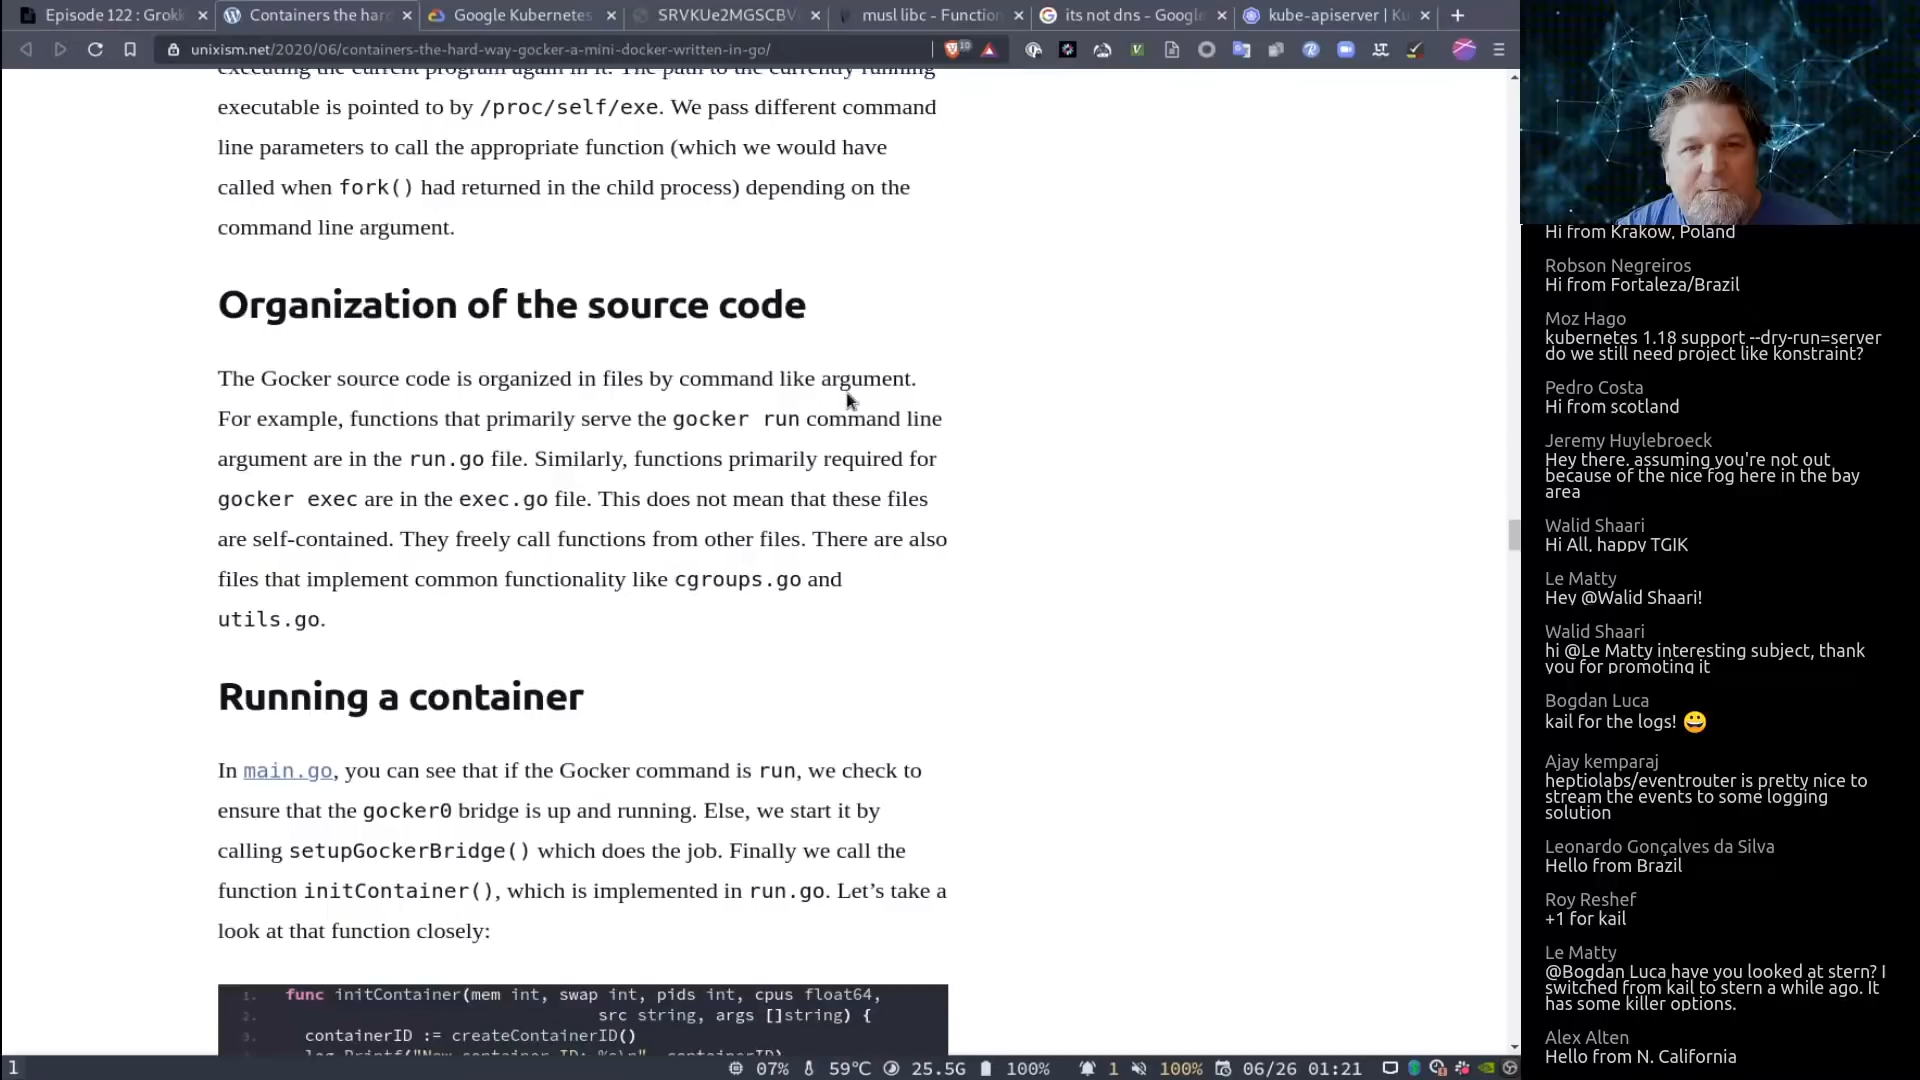 Episode 122 : Grokk
Containers the hard
Google Kubernetes
SRVKUe2MGSCBV
musl libc - Function
its not dns - Google
kube-apiserver | Ku
unixism.net/2020/06/containers-the-hard-way-gocker-a-mini-docker-written-in-go/
executing the current program again in it. The path to the currently running
executable is pointed to by /proc/self/exe. We pass different command
line parameters to call the appropriate function (which we would have
called when fork() had returned in the child process) depending on the
command line argument.
Organization of the source code
The Gocker source code is organized in files by command like argument.
For example, functions that primarily serve the gocker run command line
argument are in the run.go file. Similarly, functions primarily required for
gocker exec are in the exec.go file. This does not mean that these files
are self-contained. They freely call functions from other files. There are also
files that implement common functionality like cgroups.go and
utils.go.
Running a container
In main.go, you can see that if the Gocker command is run, we check to
ensure that the gocker0 bridge is up and running. Else, we start it by
calling setupGockerBridge() which does the job. Finally we call the
function initContainer(), which is implemented in run.go. Let's take a
look at that function closely:
1. func initContainer(mem int, swap int, pids int, cpus float64,
2. src string, args []string) {
3. containerID := createContainerID()
log.Printf("New container ID: %s\n", containerID)
1
07% 59°C 25.5G 100% 1 100% 06/26 01:21
Hi from Krakow, Poland
Robson Negreiros
Hi from Fortaleza/Brazil
Moz Hago
kubernetes 1.18 support --dry-run=server
do we still need project like konstraint?
Pedro Costa
Hi from scotland
Jeremy Huylebroeck
Hey there. assuming you're not out
because of the nice fog here in the bay
area
Walid Shaari
Hi All, happy TGIK
Le Matty
Hey @Walid Shaari!
Walid Shaari
hi @Le Matty interesting subject, thank
you for promoting it
Bogdan Luca
kail for the logs! 😀
Ajay kemparaj
heptiolabs/eventrouter is pretty nice to
stream the events to some logging
solution
Leonardo Gonçalves da Silva
Hello from Brazil
Roy Reshef
+1 for kail
Le Matty
@Bogdan Luca have you looked at stern? I
switched from kail to stern a while ago. It
has some killer options.
Alex Alten
Hello from N. California